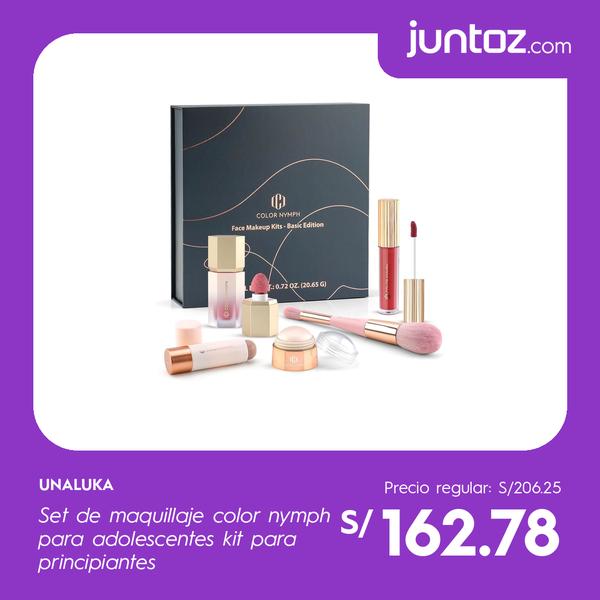 juntoz.com
COLOR NYMPH
Face Makeup Kits - Basic Edition
T.: 0.72 OZ. (20.65 G)
UNALUKA
Precio regular: S/206.25
Set de maquillaje color nymph
para adolescentes kit para
principiantes
S/162.78